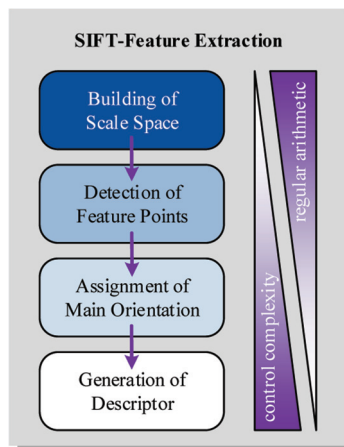 SIFT-Feature Extraction
Building of
Scale Space
Detection of
Feature Points
Assignment of
Main Orientation
Generation of
Descriptor
regular arithmetic
control complexity